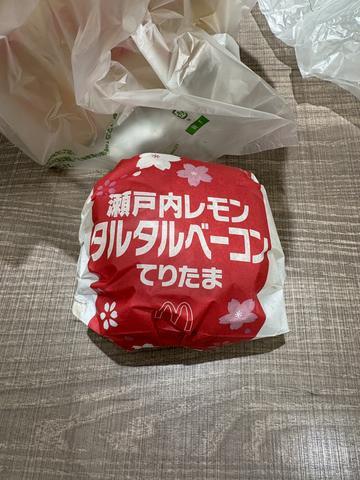 瀬戸内レモン
タルタルベーコン
てりたま